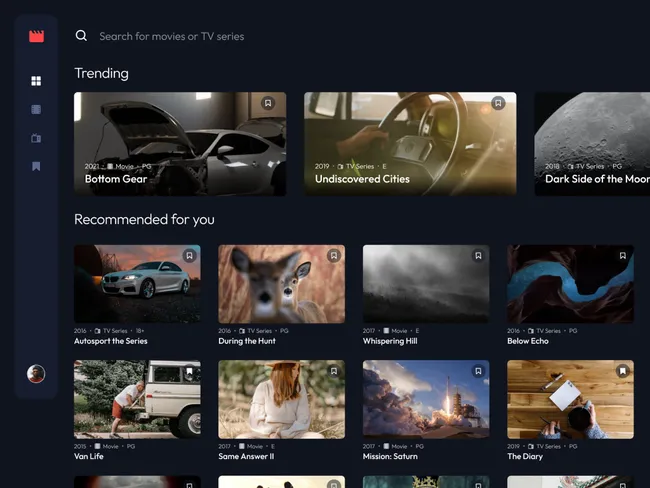 Search for movies or TV series
Trending
2021 · Movie · PG
Bottom Gear
2019 · TV Series · E
Undiscovered Cities
2018 · TV Series · PG
Dark Side of the Moon
Recommended for you
2016 · TV Series · 18+
Autosport the Series
2016 · TV Series · PG
During the Hunt
2017 · Movie · E
Whispering Hill
2016 · TV Series · PG
Below Echo
2015 · Movie · PG
Van Life
2017 · Movie · E
Same Answer II
2017 · Movie · PG
Mission: Saturn
2019 · TV Series · PG
The Diary